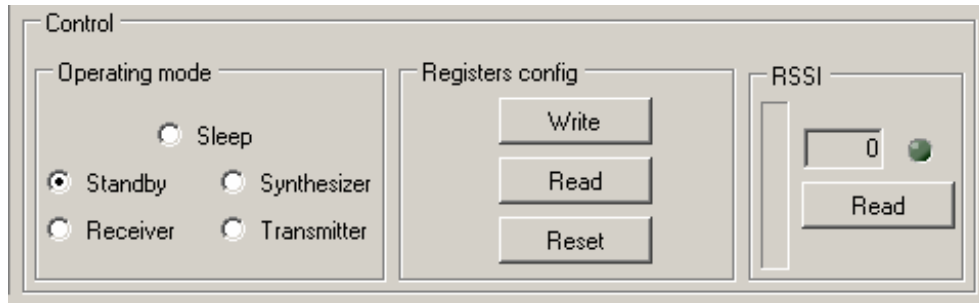 Control
Operating mode
Sleep
Standby Synthesizer
Receiver Transmitter
Registers config
Write
Read
Reset
RSSI
0
Read